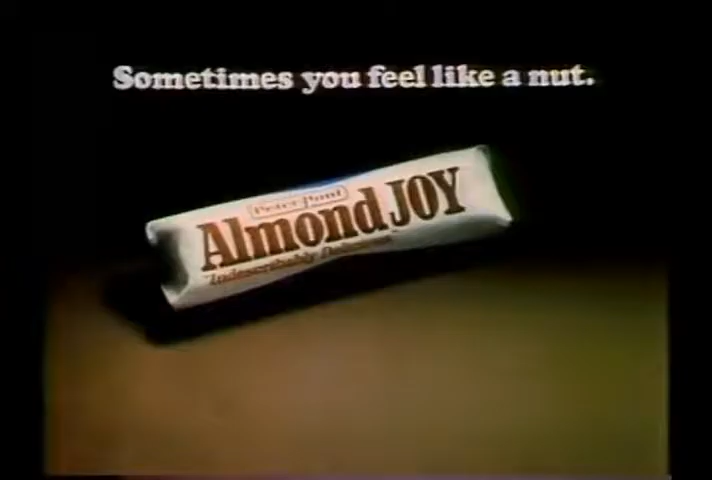 Sometimes you feel like a nut.
Peter Paul
Almond JOY
"Indescribably Delicious"